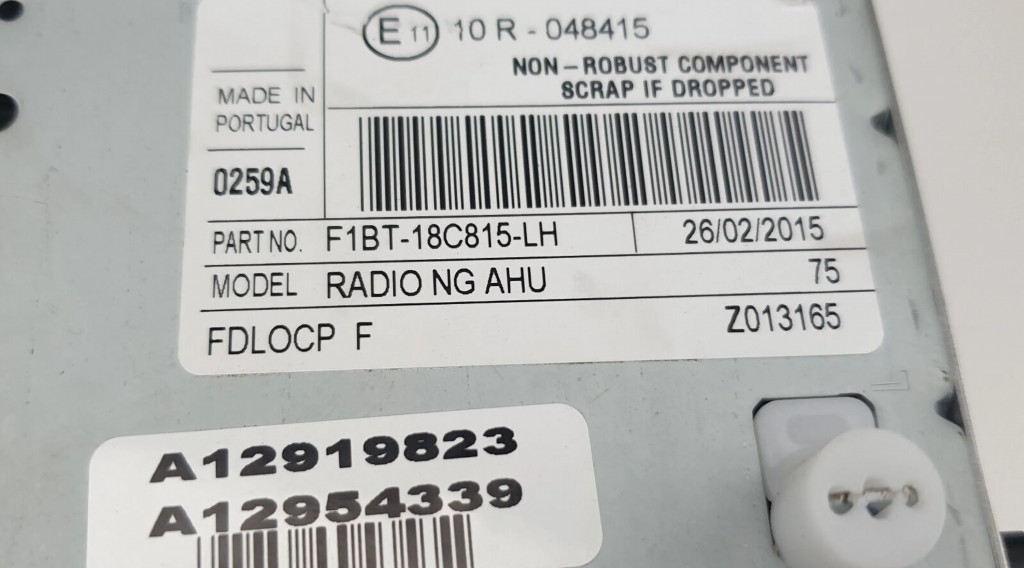 E 11 10 R - 048415
NON - ROBUST COMPONENT
SCRAP IF DROPPED
MADE IN
PORTUGAL
0259A
PART NO. F1BT-18C815-LH 26/02/2015
MODEL RADIO NG AHU 75
FDLOCP F Z013165
A12919823
A12954339